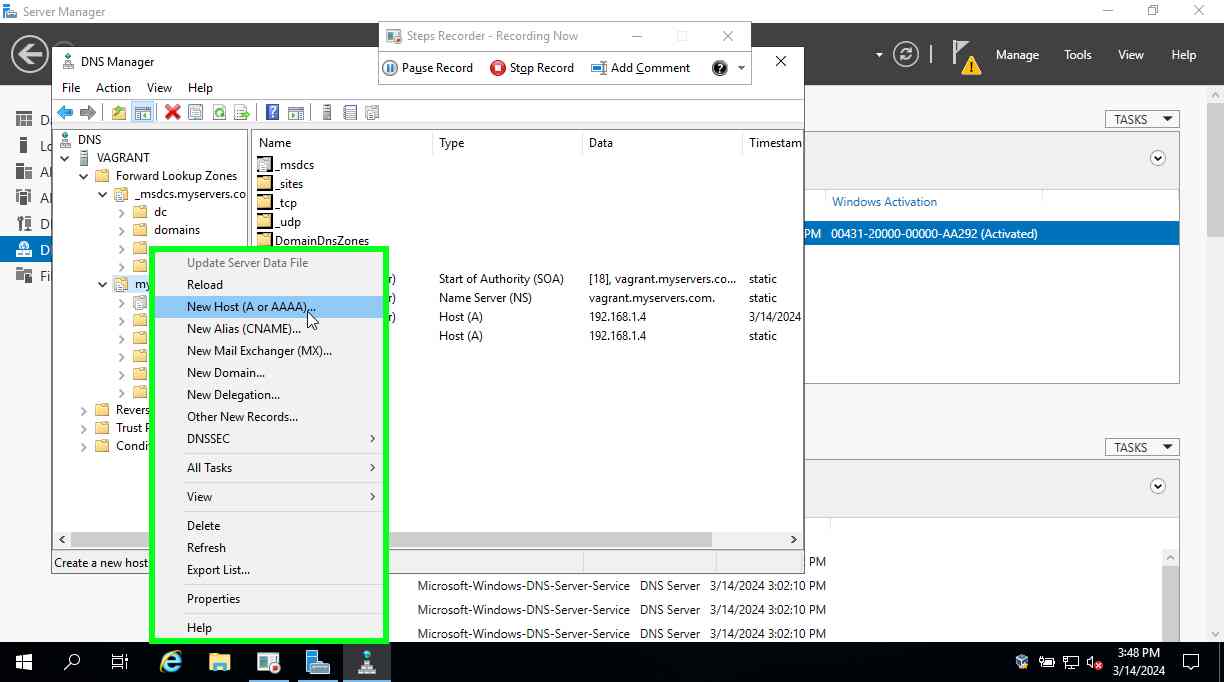 Server Manager
Steps Recorder - Recording Now
Pause Record
Stop Record
Add Comment
Manage
Tools
View
Help
DNS Manager
File
Action
View
Help
TASKS
DNS
VAGRANT
Forward Lookup Zones
_msdcs.myservers.co
dc
domains
my
Revers
Trust P
Condi
Name
Type
Data
Timestam
_msdcs
_sites
_tcp
_udp
DomainDnsZones
r) Start of Authority (SOA) [18], vagrant.myservers.co... static
r) Name Server (NS) vagrant.myservers.com. static
r) Host (A) 192.168.1.4 3/14/2024
Host (A) 192.168.1.4 static
Windows Activation
PM 00431-20000-00000-AA292 (Activated)
Update Server Data File
Reload
New Host (A or AAAA)...
New Alias (CNAME)...
New Mail Exchanger (MX)...
New Domain...
New Delegation...
Other New Records...
DNSSEC
All Tasks
View
Delete
Refresh
Export List...
Properties
Help
Create a new host
TASKS
PM
Microsoft-Windows-DNS-Server-Service DNS Server 3/14/2024 3:02:10 PM
Microsoft-Windows-DNS-Server-Service DNS Server 3/14/2024 3:02:10 PM
Microsoft-Windows-DNS-Server-Service DNS Server 3/14/2024 3:02:10 PM
3:48 PM
3/14/2024